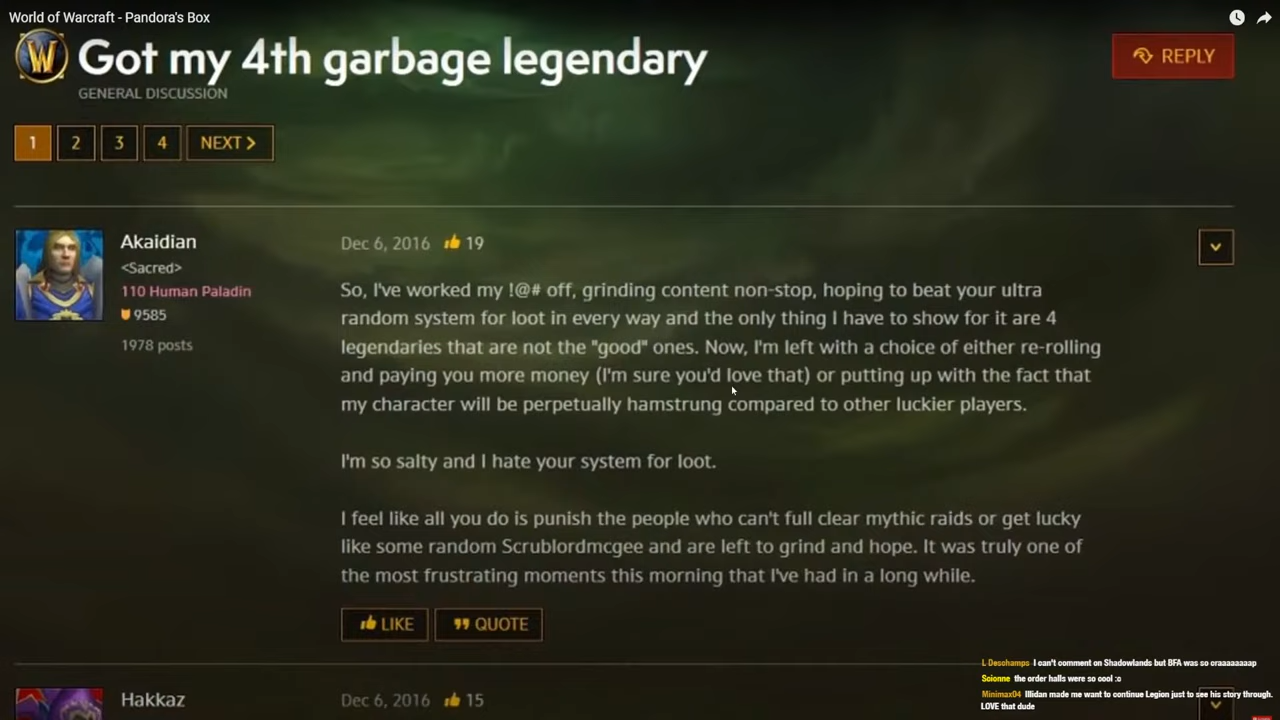 World of Warcraft - Pandora's Box
Got my 4th garbage legendary
REPLY
GENERAL DISCUSSION
1 2 3 4 NEXT >
Akaidian
<Sacred>
110 Human Paladin
9585
1978 posts
Dec 6, 2016 19
So, I've worked my !@# off, grinding content non-stop, hoping to beat your ultra
random system for loot in every way and the only thing I have to show for it are 4
legendaries that are not the "good" ones. Now, I'm left with a choice of either re-rolling
and paying you more money (I'm sure you'd love that) or putting up with the fact that
my character will be perpetually hamstrung compared to other luckier players.
I'm so salty and I hate your system for loot.
I feel like all you do is punish the people who can't full clear mythic raids or get lucky
like some random Scrublordmcgee and are left to grind and hope. It was truly one of
the most frustrating moments this morning that I've had in a long while.
LIKE QUOTE
Hakkaz
Dec 6, 2016 15
L Deschamps I can't comment on Shadowlands but BFA was so craaaaaaaap
Scionne the order halls were so cool :c
Minimax04 Illidan made me want to continue Legion just to see his story through.
LOVE that dude